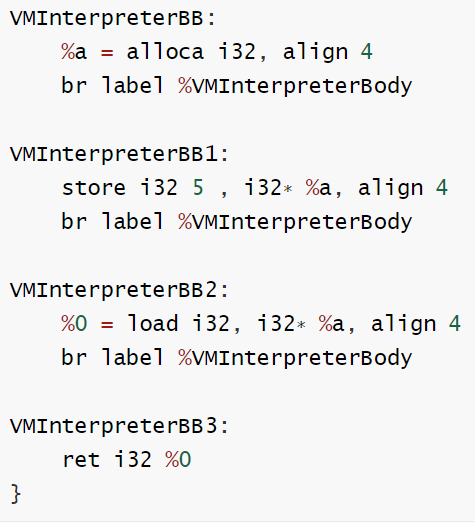 VMInterpreterBB:
    %a = alloca i32, align 4
    br label %VMInterpreterBody

VMInterpreterBB1:
    store i32 5 , i32* %a, align 4
    br label %VMInterpreterBody

VMInterpreterBB2:
    %0 = load i32, i32* %a, align 4
    br label %VMInterpreterBody

VMInterpreterBB3:
    ret i32 %0
}